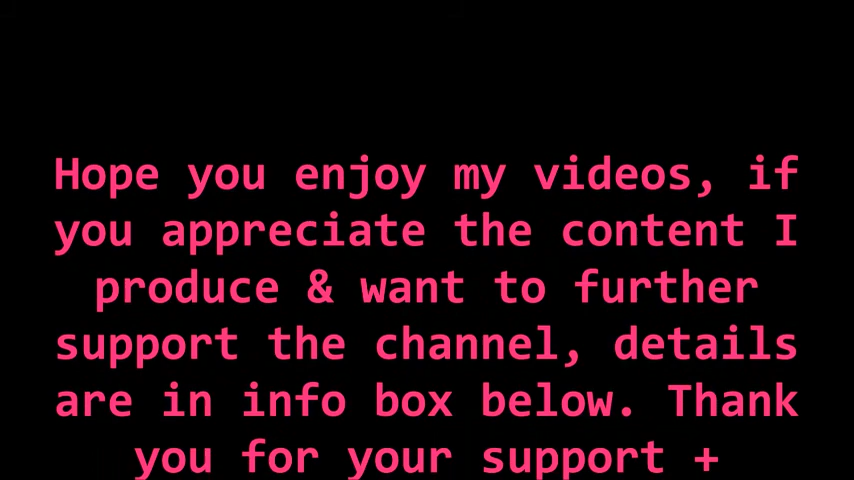 Hope you enjoy my videos, if
you appreciate the content I
produce & want to further
support the channel, details
are in info box below. Thank
you for your support +